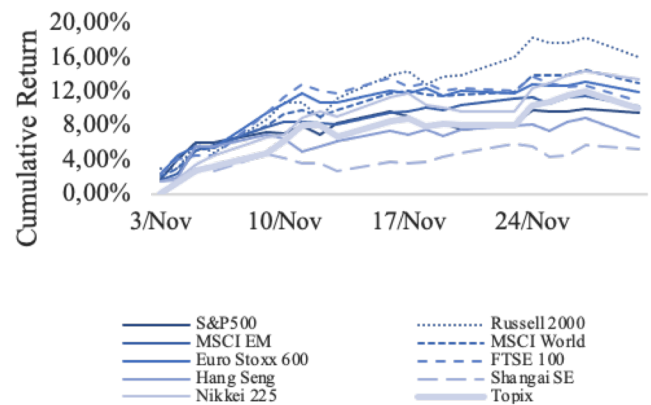 Cumulative Return
20,00%
16,00%
12,00%
8,00%
4,00%
0,00%
3/Nov 10/Nov 17/Nov 24/Nov
S&P500 Russell 2000
MSCI EM MSCI World
Euro Stoxx 600 FTSE 100
Hang Seng Shangai SE
Nikkei 225 Topix